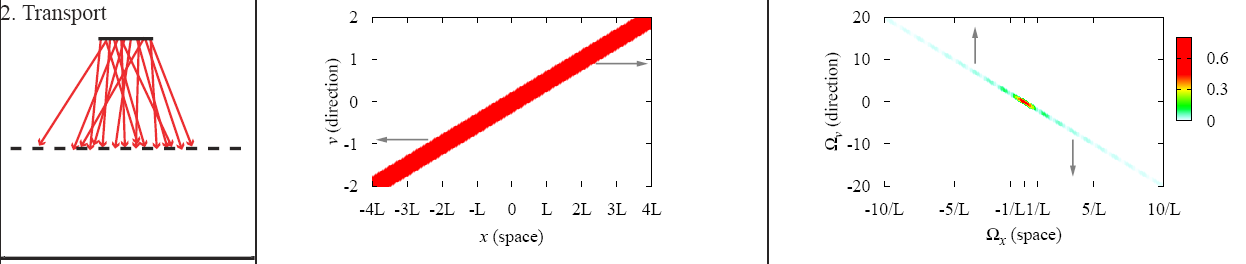 2. Transport
2
1
0
-1
-2
v (direction)
-4L -3L -2L -L 0 L 2L 3L 4L
x (space)
20
10
0
-10
-20
Ωv (direction)
-10/L -5/L -1/L1/L 5/L 10/L
Ωx (space)
0.6
0.3
0